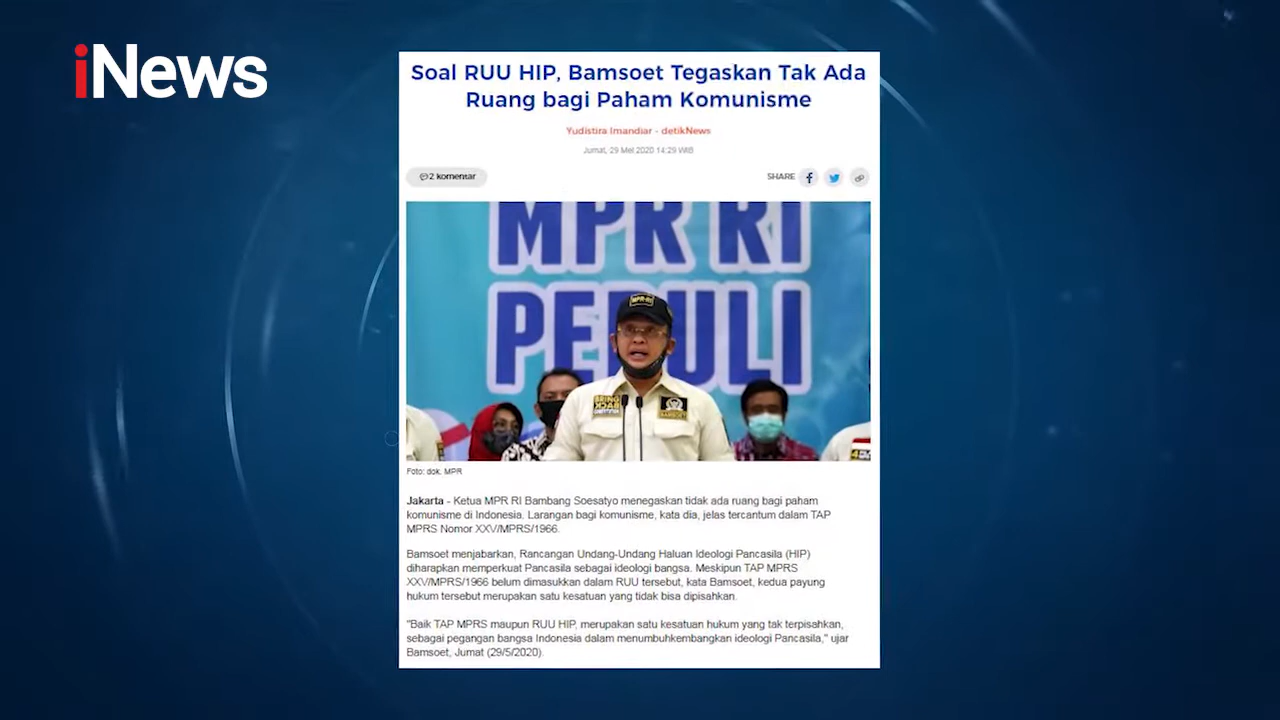 iNews
Soal RUU HIP, Bamsoet Tegaskan Tak Ada
Ruang bagi Paham Komunisme
Yudistira Imandiar - detikNews
Jumat, 29 Mei 2020 14:29 WIB
2 komentar
SHARE
MPR RI
PEDULI
MPR-RI
BRING
BACK
BAMSOET
Foto: dok. MPR
Jakarta - Ketua MPR RI Bambang Soesatyo menegaskan tidak ada ruang bagi paham
komunisme di Indonesia. Larangan bagi komunisme, kata dia, jelas tercantum dalam TAP
MPRS Nomor XXV/MPRS/1966.
Bamsoet menjabarkan, Rancangan Undang-Undang Haluan Ideologi Pancasila (HIP)
diharapkan memperkuat Pancasila sebagai ideologi bangsa. Meskipun TAP MPRS
XXV/MPRS/1966 belum dimasukkan dalam RUU tersebut, kata Bamsoet, kedua payung
hukum tersebut merupakan satu kesatuan yang tidak bisa dipisahkan.
"Baik TAP MPRS maupun RUU HIP, merupakan satu kesatuan hukum yang tak terpisahkan,
sebagai pegangan bangsa Indonesia dalam menumbuhkembangkan ideologi Pancasila," ujar
Bamsoet, Jumat (29/5/2020).